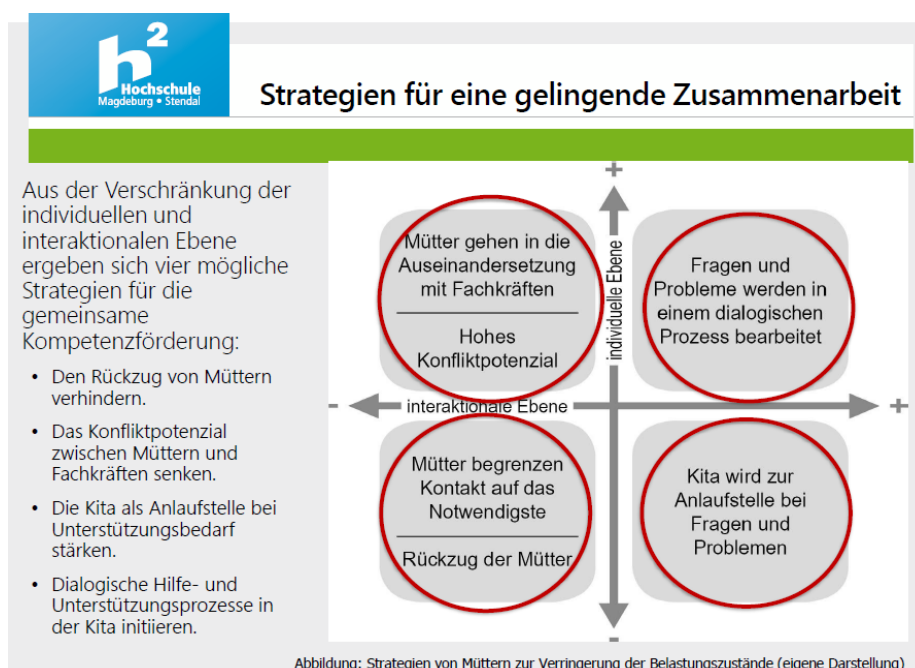 h2
Hochschule
Magdeburg • Stendal
Strategien für eine gelingende Zusammenarbeit
Aus der Verschränkung der
individuellen und
interaktionalen Ebene
ergeben sich vier mögliche
Strategien für die
gemeinsame
Kompetenzförderung:
• Den Rückzug von Müttern
verhindern.
• Das Konfliktpotenzial
zwischen Müttern und
Fachkräften senken.
• Die Kita als Anlaufstelle bei
Unterstützungsbedarf
stärken.
• Dialogische Hilfe- und
Unterstützungsprozesse in
der Kita initiieren.
+
Mütter gehen in die
Auseinandersetzung
mit Fachkräften
Hohes
Konfliktpotenzial
individuelle Ebene
Fragen und
Probleme werden in
einem dialogischen
Prozess bearbeitet
-
interaktionale Ebene
+
Mütter begrenzen
Kontakt auf das
Notwendigste
Rückzug der Mütter
Kita wird zur
Anlaufstelle bei
Fragen und
Problemen
-
Abbildung: Strategien von Müttern zur Verringerung der Belastungszustände (eigene Darstellung)